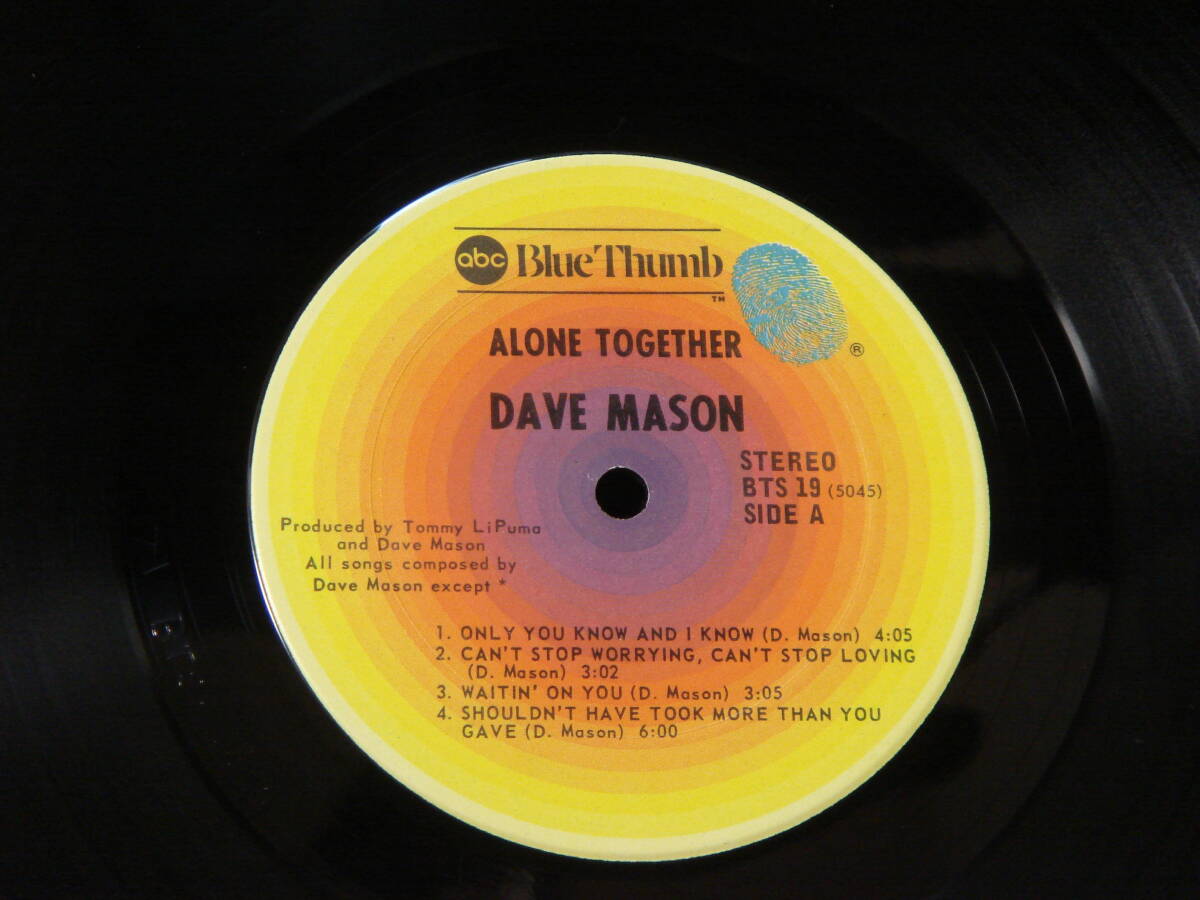 abc Blue Thumb
TM
ALONE TOGETHER
®
DAVE MASON
STEREO
BTS 19 (5045)
SIDE A
Produced by Tommy LiPuma
and Dave Mason
All songs composed by
Dave Mason except *
1. ONLY YOU KNOW AND I KNOW (D. Mason) 4:05
2. CAN'T STOP WORRYING, CAN'T STOP LOVING
(D. Mason) 3:02
3. WAITIN' ON YOU (D. Mason) 3:05
4. SHOULDN'T HAVE TOOK MORE THAN YOU
GAVE (D. Mason) 6:00